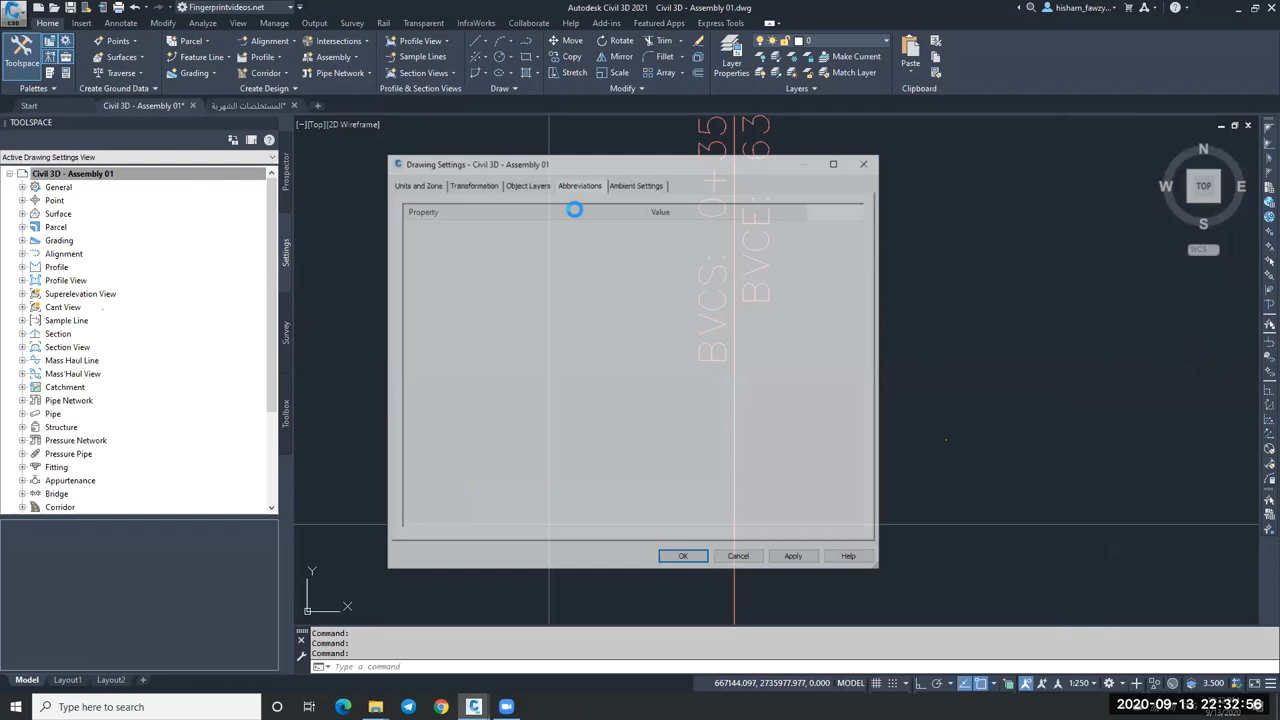 Fingerprintvideos.net
Autodesk Civil 3D 2021 - Assembly 01.dwg
hisham_fawzy...
Home Insert Annotate Modify Analyze View Manage Output Survey Rail Transparent InfraWorks Collaborate Help Add-ins Featured Apps Express Tools
Toolspace
Palettes
Points
Surfaces
Traverse
Create Ground Data
Parcel
Feature Line
Grading
Alignment
Profile
Corridor
Intersections
Assembly
Pipe Network
Create Design
Profile View
Sample Lines
Section Views
Profile & Section Views
Draw
Move Rotate Trim
Copy Mirror Fillet
Stretch Scale Array
Modify
Layer
Properties
0
Make Current
Match Layer
Layers
Paste
Clipboard
Start Civil 3D - Assembly 01* المستخلصات الشهرية*
TOOLSPACE
Active Drawing Settings View
Civil 3D - Assembly 01
General
Point
Surface
Parcel
Grading
Alignment
Profile
Profile View
Superelevation View
Cant View
Sample Line
Section
Section View
Mass Haul Line
Mass Haul View
Catchment
Pipe Network
Pipe
Structure
Pressure Network
Pressure Pipe
Fitting
Appurtenance
Bridge
Corridor
Prospector
Settings
Survey
Toolbox
[−][Top][2D Wireframe]
Drawing Settings - Civil 3D - Assembly 01
Units and Zone Transformation Object Layers Abbreviations Ambient Settings
Property Value
BVCS: 0+35
BVCE: 63
OK Cancel Apply Help
N
W TOP
S
WCS
Y
X
Command:
Command:
Command:
Type a command
Model Layout1 Layout2
667144.097, 2735977.977, 0.000 MODEL 1:250 3.500
Type here to search
2020-09-13 22:32:56
9/13/2020